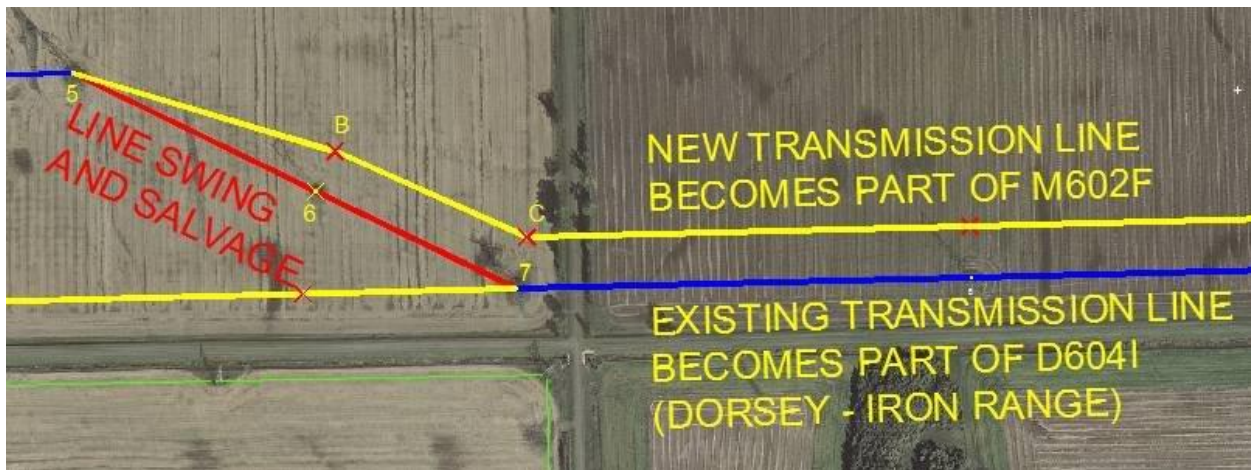 5
B
LINE SWING
AND SALVAGE
6
C
7
NEW TRANSMISSION LINE
BECOMES PART OF M602F
EXISTING TRANSMISSION LINE
BECOMES PART OF D604I
(DORSEY - IRON RANGE)